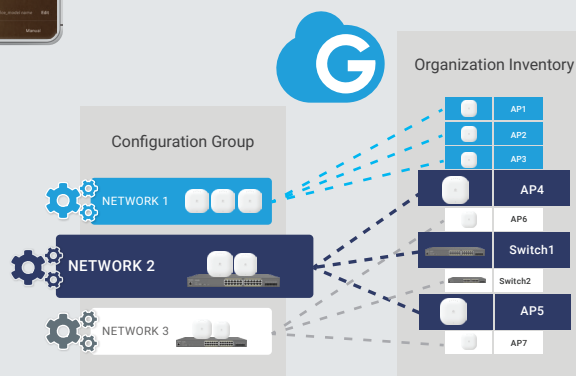 Manual
G
Organization Inventory
Configuration Group
AP1
AP2
AP3
NETWORK 1
AP4
AP6
NETWORK 2
Switch1
Switch2
AP5
NETWORK 3
AP7